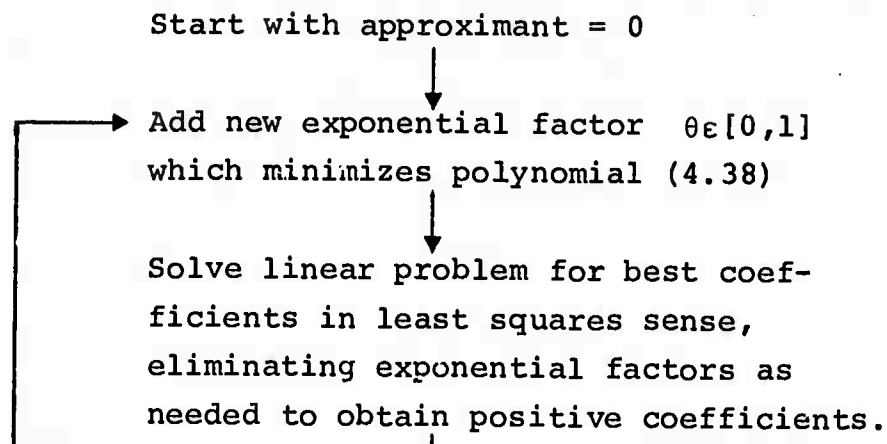 Start with approximant = 0
Add new exponential factor θε[0,1]
which minimizes polynomial (4.38)
Solve linear problem for best coef-
ficients in least squares sense,
eliminating exponential factors as
needed to obtain positive coefficients.